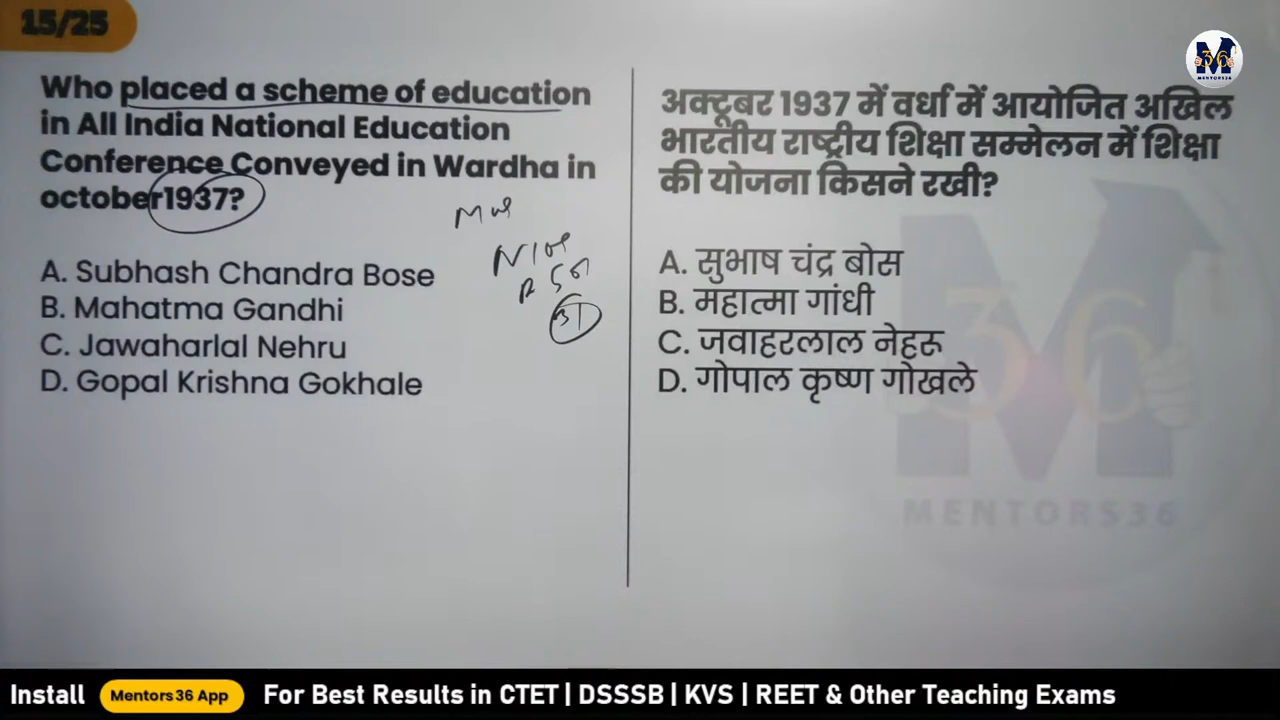 15/25
M
36
MENTORS36
Who placed a scheme of education
in All India National Education
Conference Conveyed in Wardha in
october1937?
A. Subhash Chandra Bose
B. Mahatma Gandhi
C. Jawaharlal Nehru
D. Gopal Krishna Gokhale
अक्टूबर 1937 में वर्धा में आयोजित अखिल
भारतीय राष्ट्रीय शिक्षा सम्मेलन में शिक्षा
की योजना किसने रखी?
A. सुभाष चंद्र बोस
B. महात्मा गांधी
C. जवाहरलाल नेहरू
D. गोपाल कृष्ण गोखले
36
MENTORS36
Install Mentors36 App For Best Results in CTET | DSSSB | KVS | REET & Other Teaching Exams